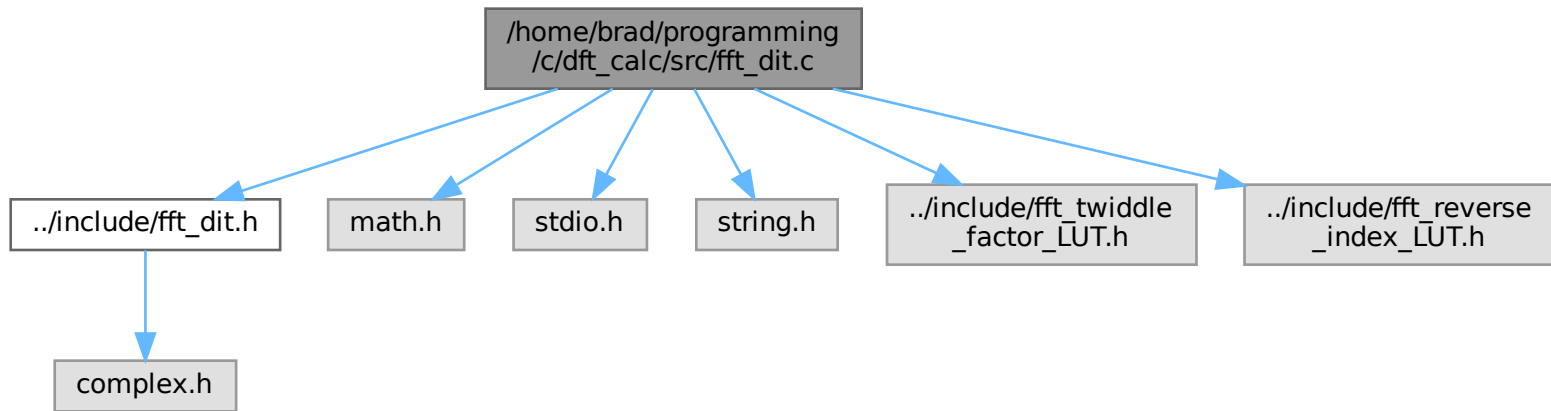 /home/brad/programming
/c/dft_calc/src/fft_dit.c
../include/fft_dit.h
math.h
stdio.h
string.h
../include/fft_twiddle
_factor_LUT.h
../include/fft_reverse
_index_LUT.h
complex.h